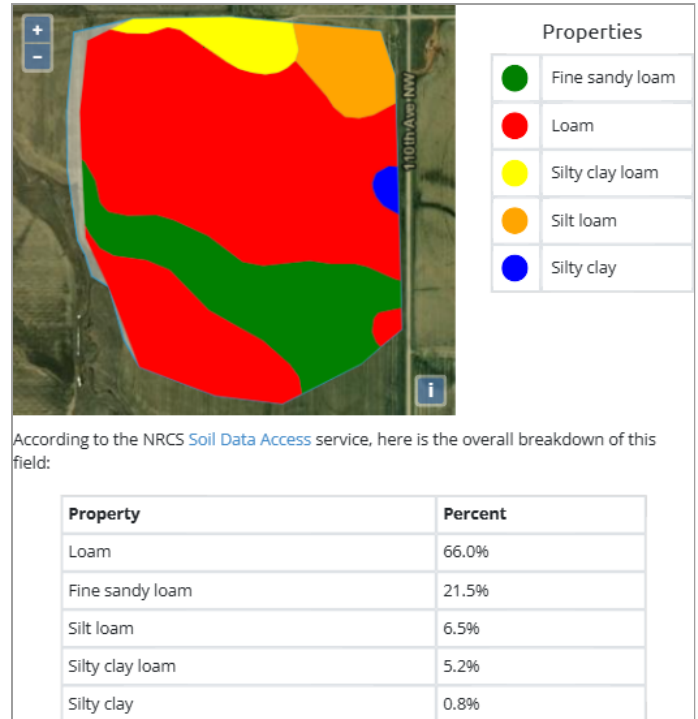 +
−
110th Ave NW
i
Properties
Fine sandy loam
Loam
Silty clay loam
Silt loam
Silty clay
According to the NRCS Soil Data Access service, here is the overall breakdown of this
field:
Property Percent
Loam 66.0%
Fine sandy loam 21.5%
Silt loam 6.5%
Silty clay loam 5.2%
Silty clay 0.8%